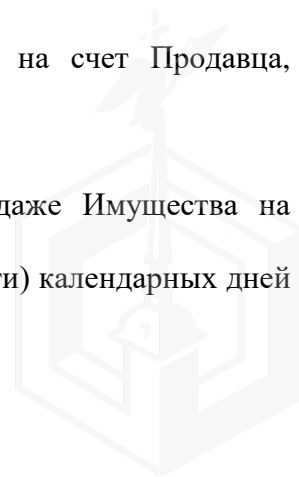 на счет Продавца,
даже Имущества на
ти) календарных дней